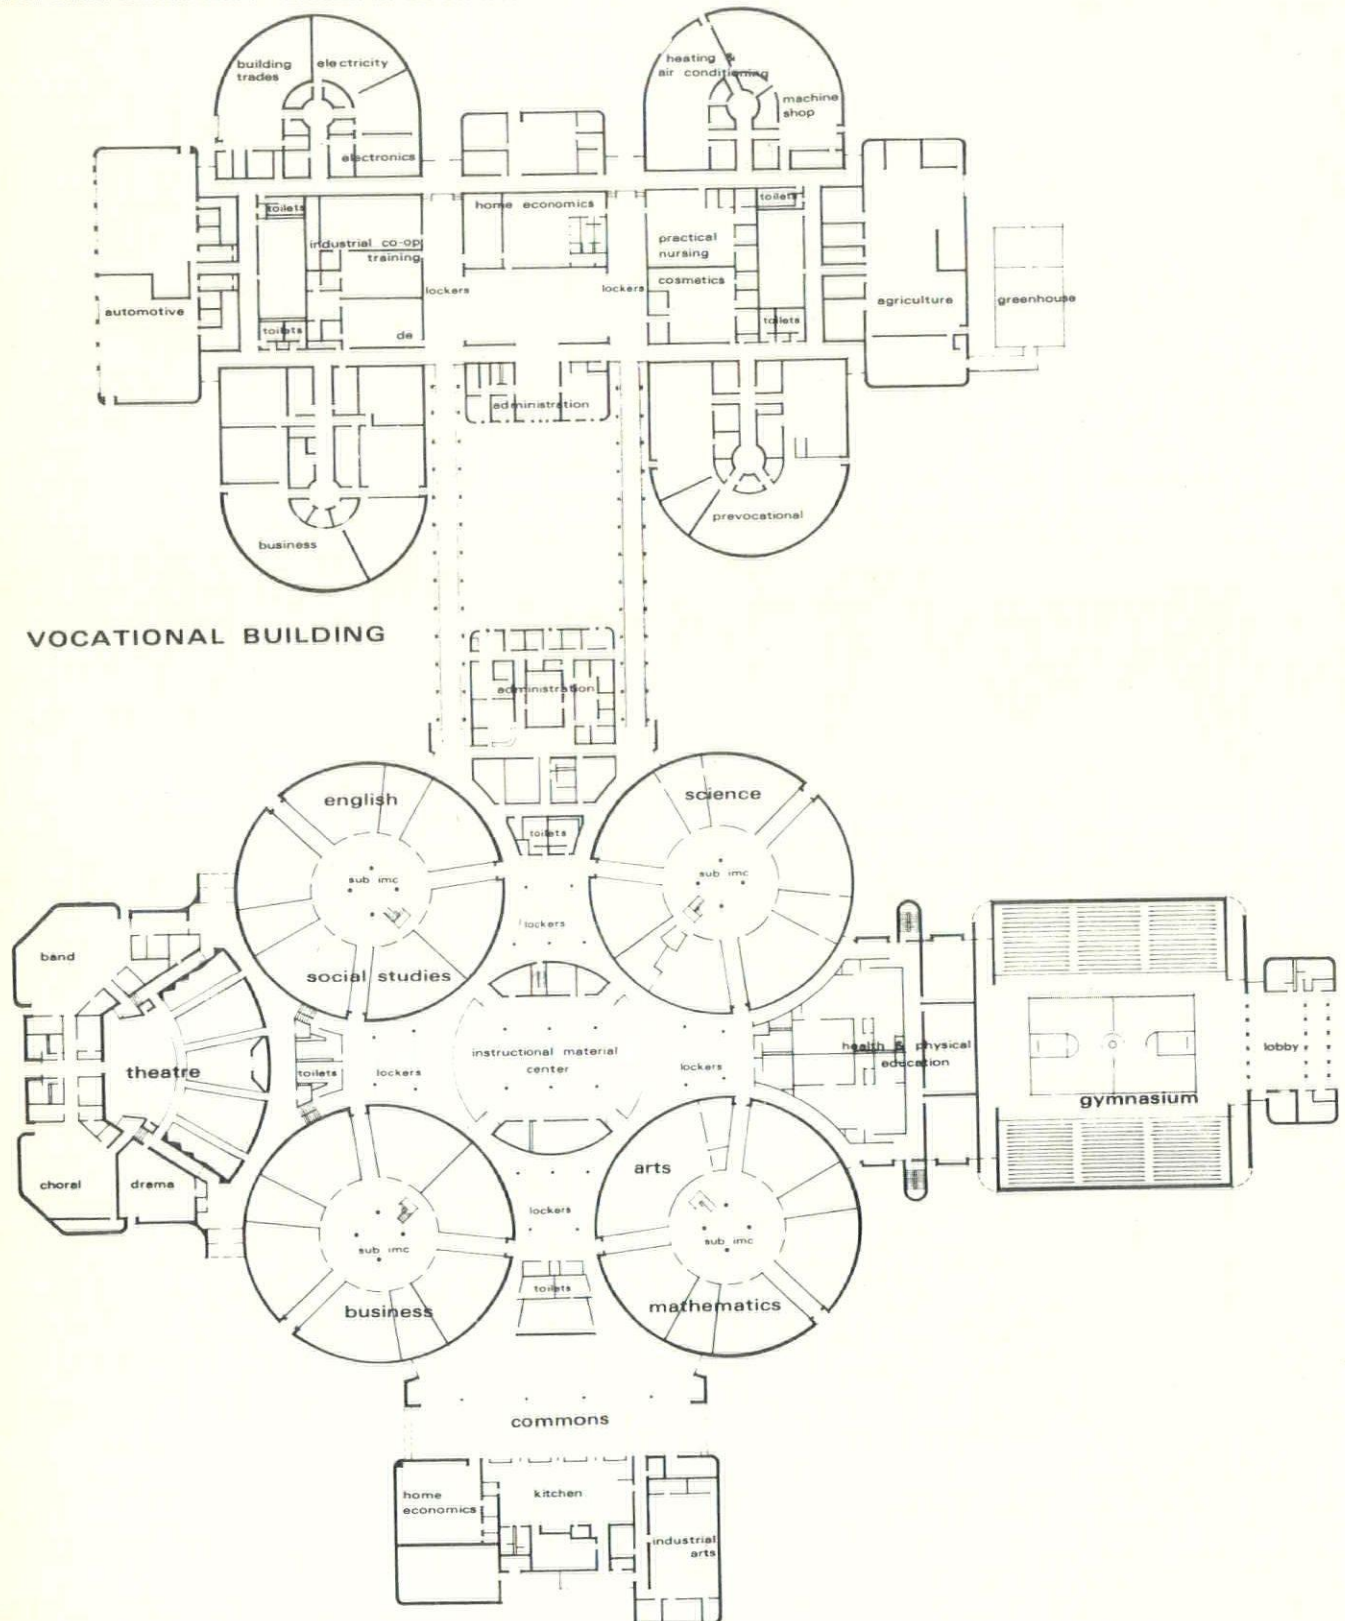 building
trades
electricity
heating &
air conditioning
machine
shop
electronics
toilets
home economics
toilets
industrial co-op
training
practical
nursing
lockers
lockers
cosmetics
automotive
agriculture
greenhouse
toilets
toilets
de
administration
business
prevocational
VOCATIONAL BUILDING
administration
english
science
toilets
sub imc
sub imc
lockers
band
social studies
instructional material
center
health & physical
education
lobby
theatre
toilets
lockers
lockers
gymnasium
arts
choral
drama
lockers
sub imc
sub imc
toilets
business
mathematics
commons
home
economics
kitchen
industrial
arts